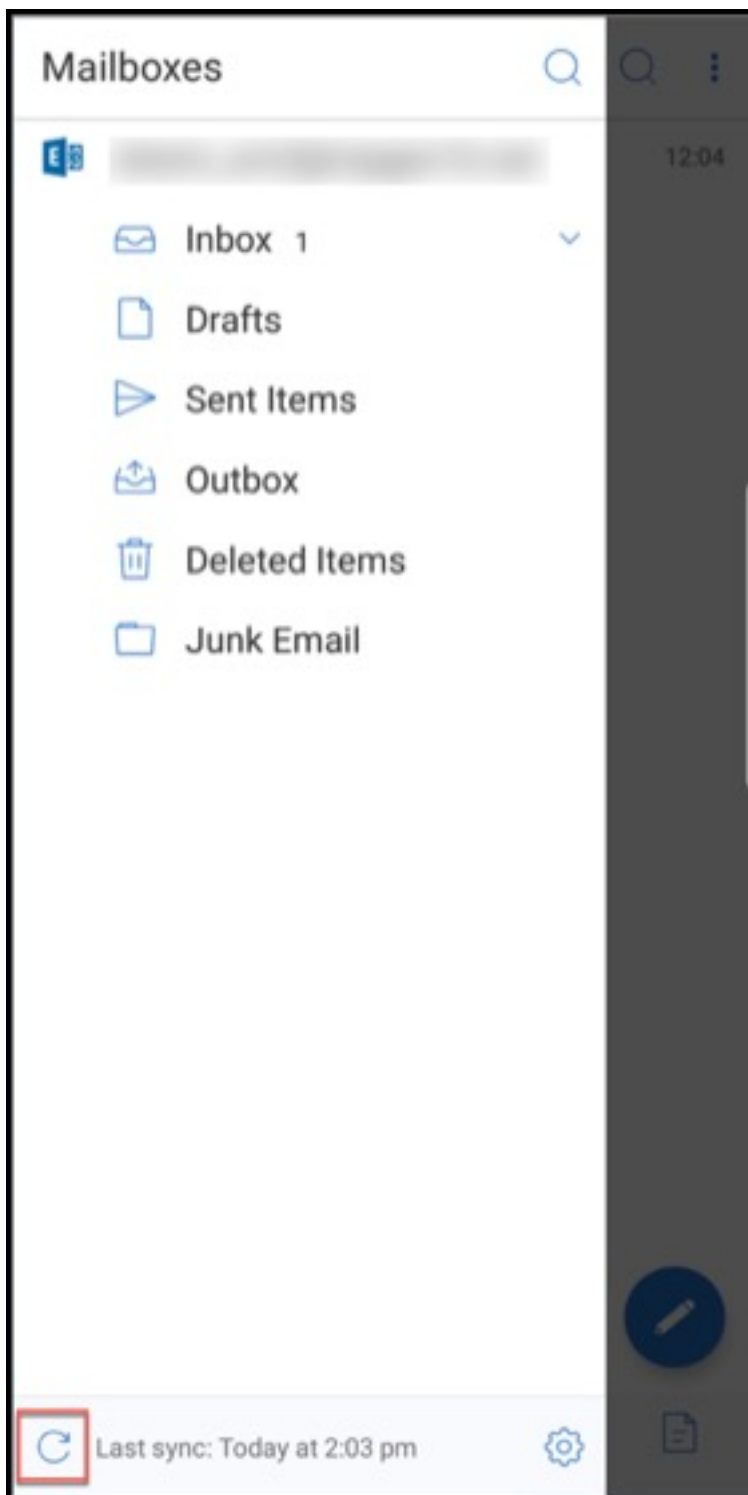 Mailboxes
12:04
Inbox 1
Drafts
Sent Items
Outbox
Deleted Items
Junk Email
Last sync: Today at 2:03 pm